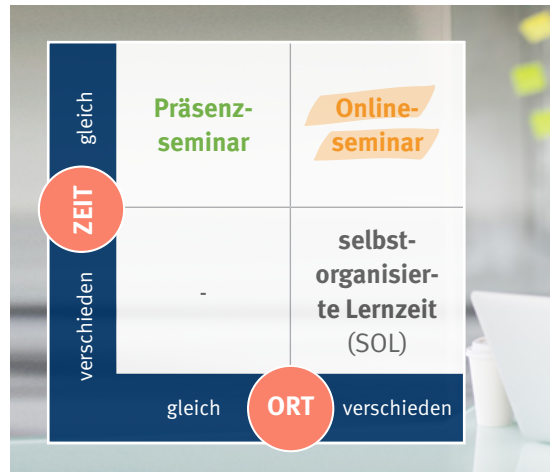 gleich
Präsenz-
seminar
Online-
seminar
ZEIT
verschieden
-
selbst-
organisier-
te Lernzeit
(SOL)
gleich
ORT
verschieden